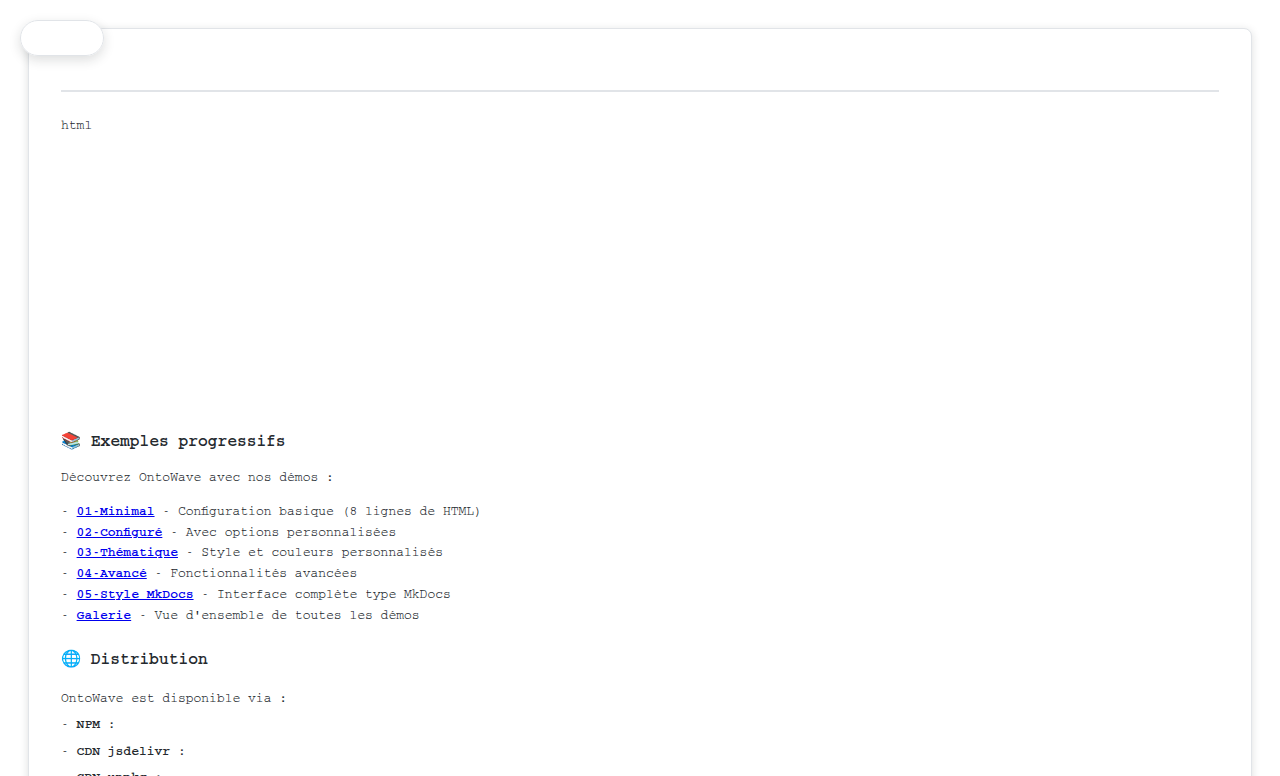 html
📚 Exemples progressifs
Découvrez OntoWave avec nos démos :
- 01-Minimal - Configuration basique (8 lignes de HTML)
- 02-Configuré - Avec options personnalisées
- 03-Thématique - Style et couleurs personnalisés
- 04-Avancé - Fonctionnalités avancées
- 05-Style MkDocs - Interface complète type MkDocs
- Galerie - Vue d'ensemble de toutes les démos
🌐 Distribution
OntoWave est disponible via :
- NPM :
- CDN jsdelivr :